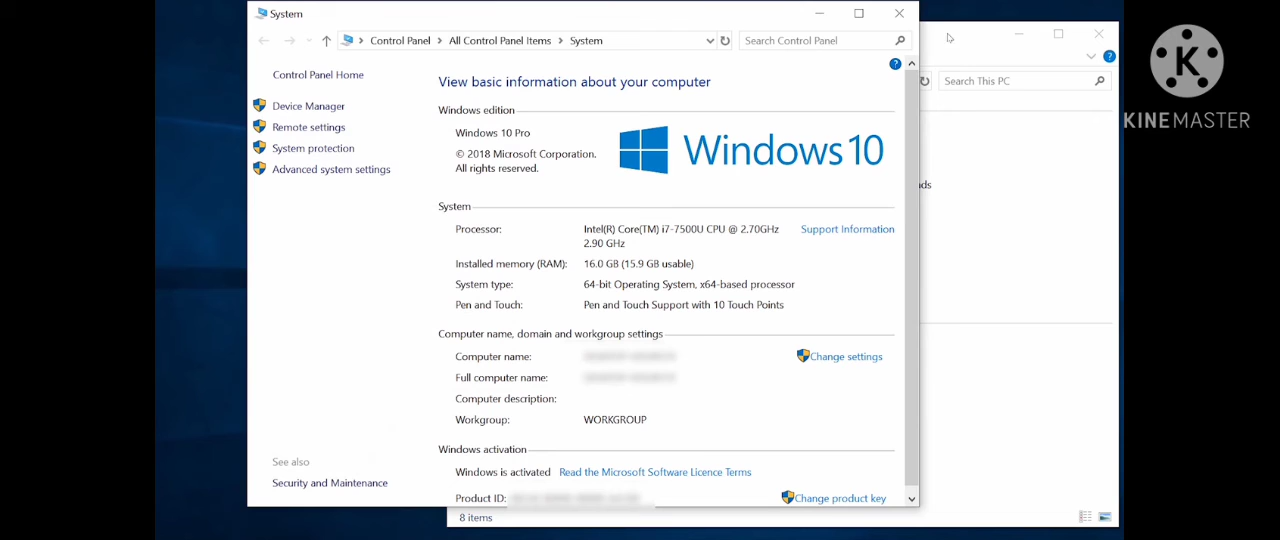 System
Control Panel > All Control Panel Items > System
Search Control Panel
Search This PC
K
KINEMASTER
Control Panel Home
Device Manager
Remote settings
System protection
Advanced system settings
See also
Security and Maintenance
View basic information about your computer
Windows edition
Windows 10 Pro
© 2018 Microsoft Corporation.
All rights reserved.
Windows 10
System
Processor: Intel(R) Core(TM) i7-7500U CPU @ 2.70GHz
2.90 GHz
Support Information
Installed memory (RAM): 16.0 GB (15.9 GB usable)
System type: 64-bit Operating System, x64-based processor
Pen and Touch: Pen and Touch Support with 10 Touch Points
Computer name, domain and workgroup settings
Computer name:
Change settings
Full computer name:
Computer description:
Workgroup: WORKGROUP
Windows activation
Windows is activated Read the Microsoft Software Licence Terms
Product ID:
Change product key
nds
8 items